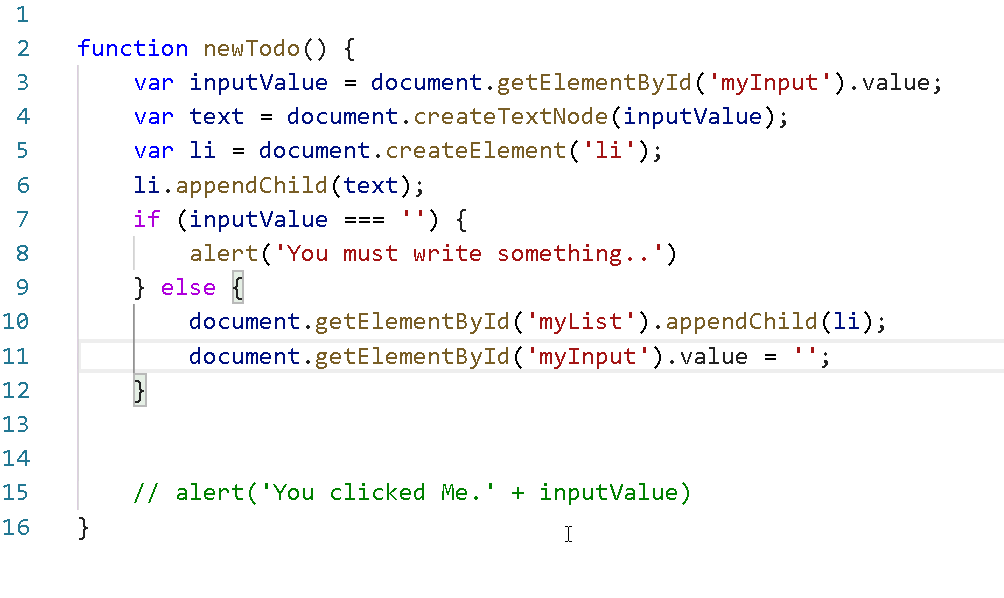 1
2 function newTodo() {
3 var inputValue = document.getElementById('myInput').value;
4 var text = document.createTextNode(inputValue);
5 var li = document.createElement('li');
6 li.appendChild(text);
7 if (inputValue === '') {
8 alert('You must write something..')
9 } else {
10 document.getElementById('myList').appendChild(li);
11 document.getElementById('myInput').value = '';
12 }
13
14
15 // alert('You clicked Me.' + inputValue)
16 }